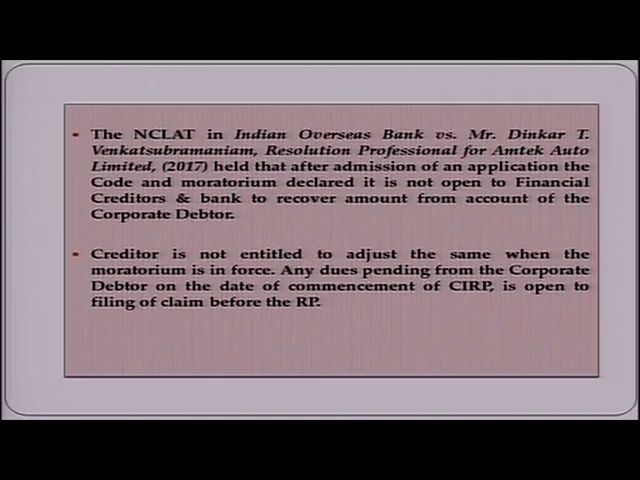 • The NCLAT in Indian Overseas Bank vs. Mr. Dinkar T.
Venkatsubramaniam, Resolution Professional for Amtek Auto
Limited, (2017) held that after admission of an application the
Code and moratorium declared it is not open to Financial
Creditors & bank to recover amount from account of the
Corporate Debtor.
• Creditor is not entitled to adjust the same when the
moratorium is in force. Any dues pending from the Corporate
Debtor on the date of commencement of CIRP, is open to
filing of claim before the RP.